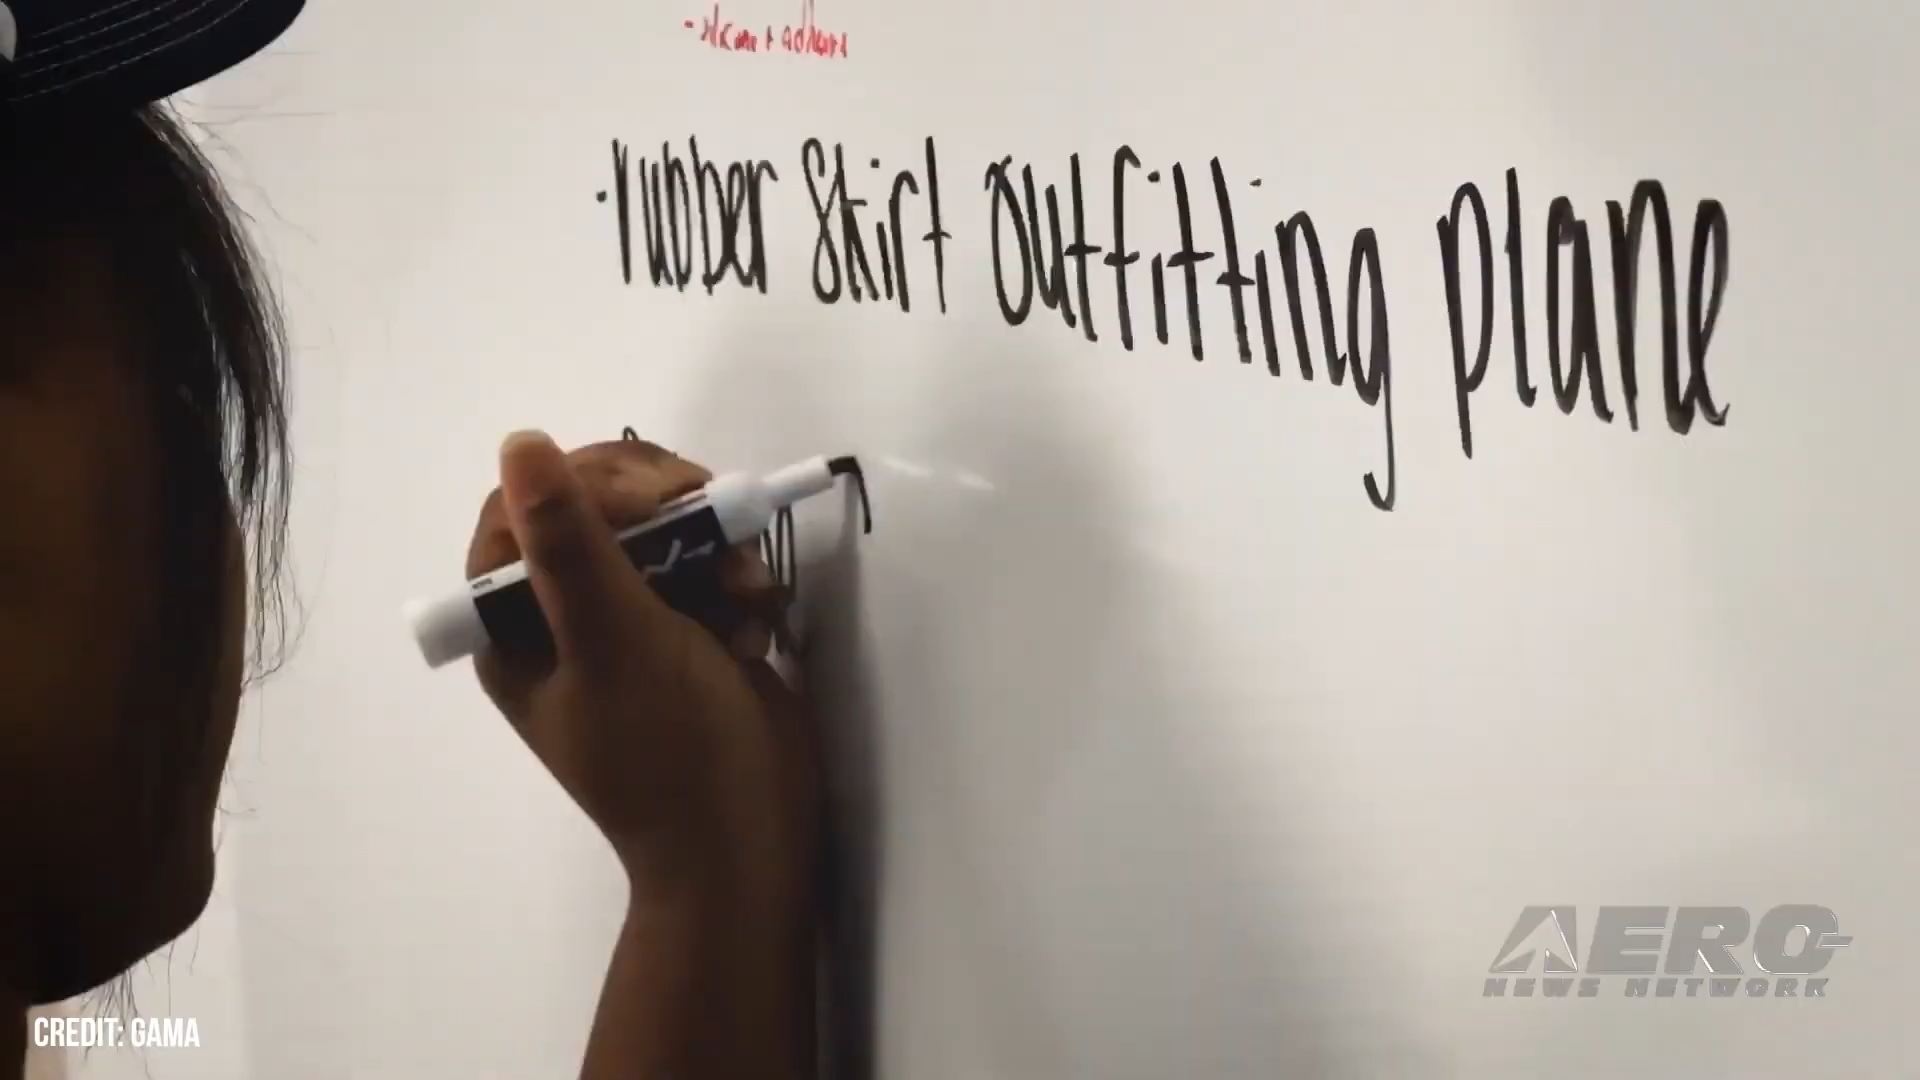 ·rubber skirt outfitting plane
AERO
NEWS NETWORK
CREDIT: GAMA